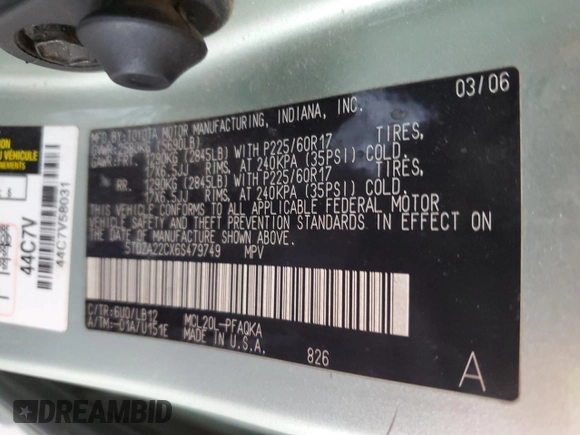 03/06
MFD.BY:TOYOTA MOTOR MANUFACTURING, INDIANA, INC.
GVWR: 2580KG (5690LB)
GAWR:FRT. 1290KG (2845LB) WITH P225/60R17 TIRES,
17X6.5JJ RIMS, AT 240KPA (35PSI) COLD.
RR. 1290KG (2845LB) WITH P225/60R17 TIRES,
17X6.5JJ RIMS, AT 240KPA (35PSI) COLD.
THIS VEHICLE CONFORMS TO ALL APPLICABLE FEDERAL MOTOR
VEHICLE SAFETY AND THEFT PREVENTION STANDARDS IN EFFECT ON
THE DATE OF MANUFACTURE SHOWN ABOVE.
5TDZA22CX6S479749 MPV
C/TR:6U0/LB12 MCL20L-PFAQKA
A/TM:-01A/U151E MADE IN U.S.A.
826
A
44C7V
44C7V58031
VEHICLE
DREAMBID